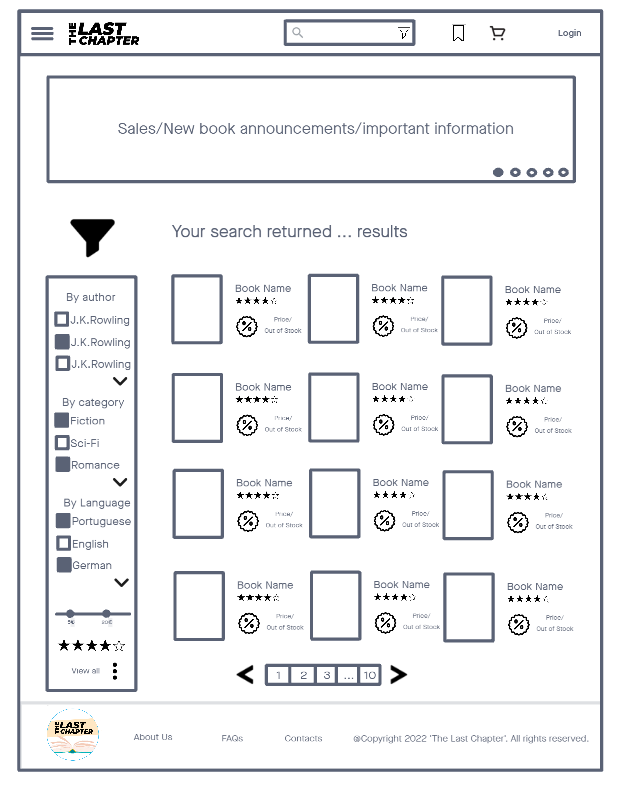 THE LAST CHAPTER
Login
Sales/New book announcements/important information
Your search returned ... results
By author
J.K.Rowling
J.K.Rowling
J.K.Rowling
By category
Fiction
Sci-Fi
Romance
By Language
Portuguese
English
German
View all
Book Name
%
Price/
Out of Stock
Book Name
%
Price/
Out of Stock
Book Name
%
Price/
Out of Stock
Book Name
%
Price/
Out of Stock
Book Name
%
Price/
Out of Stock
Book Name
%
Price/
Out of Stock
Book Name
%
Price/
Out of Stock
Book Name
%
Price/
Out of Stock
Book Name
%
Price/
Out of Stock
Book Name
%
Price/
Out of Stock
Book Name
%
Price/
Out of Stock
Book Name
%
Price/
Out of Stock
1 2 3 ... 10
THE LAST CHAPTER
About Us FAQs Contacts @Copyright 2022 'The Last Chapter'. All rights reserved.